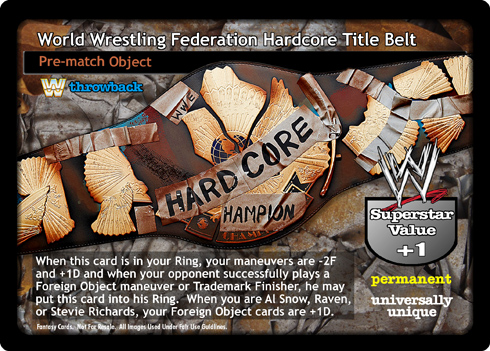 World Wrestling Federation Hardcore Title Belt
Pre-match Object
W throwback
WWE
HARD CORE
HAMPION
W
Superstar
Value
+1
When this card is in your Ring, your maneuvers are -2F
and +1D and when your opponent successfully plays a
Foreign Object maneuver or Trademark Finisher, he may
put this card into his Ring. When you are Al Snow, Raven,
or Stevie Richards, your Foreign Object cards are +1D.
permanent
universally
unique
Fantasy Cards. Not For Resale. All Images Used Under Fair Use Guidlines.